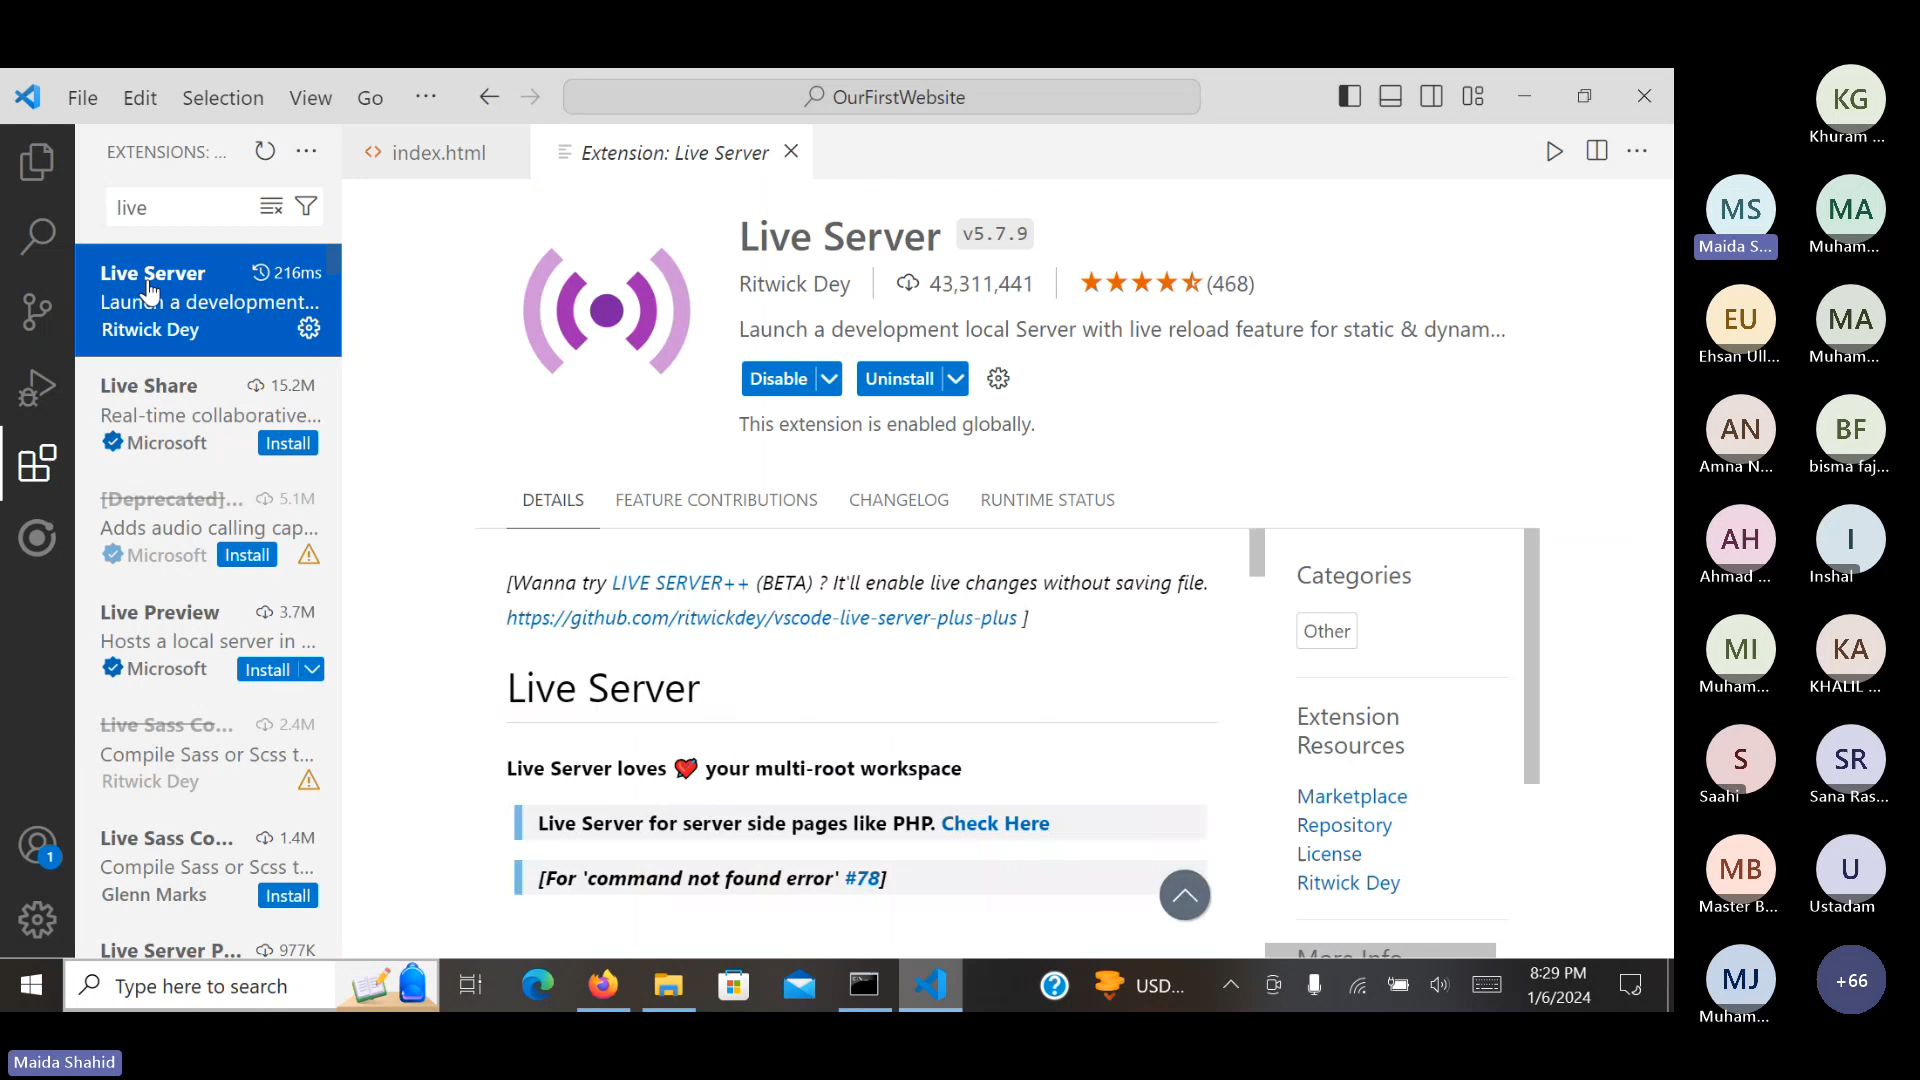 File Edit Selection View Go ··· OurFirstWebsite
EXTENSIONS: ...
index.html
Extension: Live Server
live
Live Server 216ms
Launch a development...
Ritwick Dey
Live Share 15.2M
Real-time collaborative...
Microsoft Install
[Deprecated]... 5.1M
Adds audio calling cap...
Microsoft Install
Live Preview 3.7M
Hosts a local server in ...
Microsoft Install
Live Sass Co... 2.4M
Compile Sass or Scss t...
Ritwick Dey
Live Sass Co... 1.4M
Compile Sass or Scss t...
Glenn Marks Install
Live Server P... 977K
1
Live Server v5.7.9
Ritwick Dey 43,311,441 (468)
Launch a development local Server with live reload feature for static & dynam...
Disable Uninstall
This extension is enabled globally.
DETAILS FEATURE CONTRIBUTIONS CHANGELOG RUNTIME STATUS
[Wanna try LIVE SERVER++ (BETA) ? It'll enable live changes without saving file.
https://github.com/ritwickdey/vscode-live-server-plus-plus ]
Live Server
Live Server loves ❤ your multi-root workspace
Live Server for server side pages like PHP. Check Here
[For 'command not found error' #78]
Categories
Other
Extension
Resources
Marketplace
Repository
License
Ritwick Dey
More Info
Type here to search
USD...
8:29 PM
1/6/2024
KG
Khuram ...
MS MA
Maida S... Muham...
EU MA
Ehsan Ull... Muham...
AN BF
Amna N... bisma faj...
AH I
Ahmad ... Inshal
MI KA
Muham... KHALIL ...
S SR
Saahi Sana Ras...
MB U
Master B... Ustadam
MJ +66
Muham...
Maida Shahid